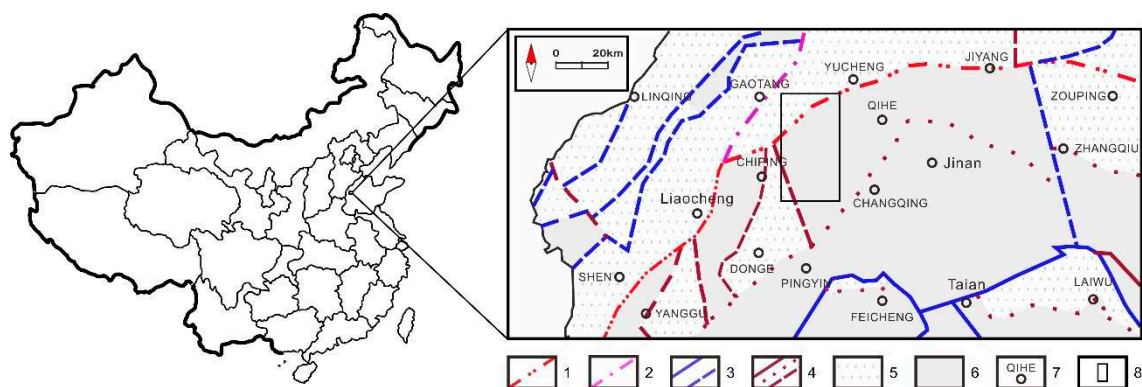 0 20km
YUCHENG
JIYANG
LINQING
GAOTANG
ZOUPING
QIHE
ZHANGQIU
CHIPING
Jinan
Liaocheng
CHANGQING
DONGE
SHEN
PINGYIN
Taian
LAIWU
YANGGU
FEICHENG
1 2 3 4 5 6 QIHE 7 8